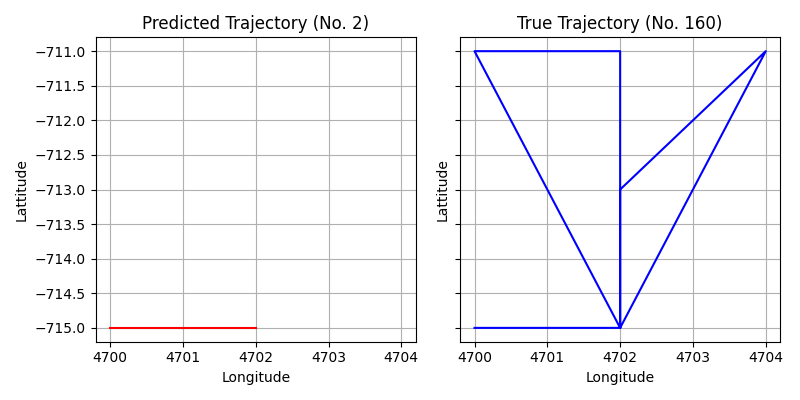 Predicted Trajectory (No. 2)
−711.0
−711.5
−712.0
−712.5
−713.0
−713.5
−714.0
−714.5
−715.0
Lattitude
4700 4701 4702 4703 4704
Longitude
True Trajectory (No. 160)
Lattitude
4700 4701 4702 4703 4704
Longitude